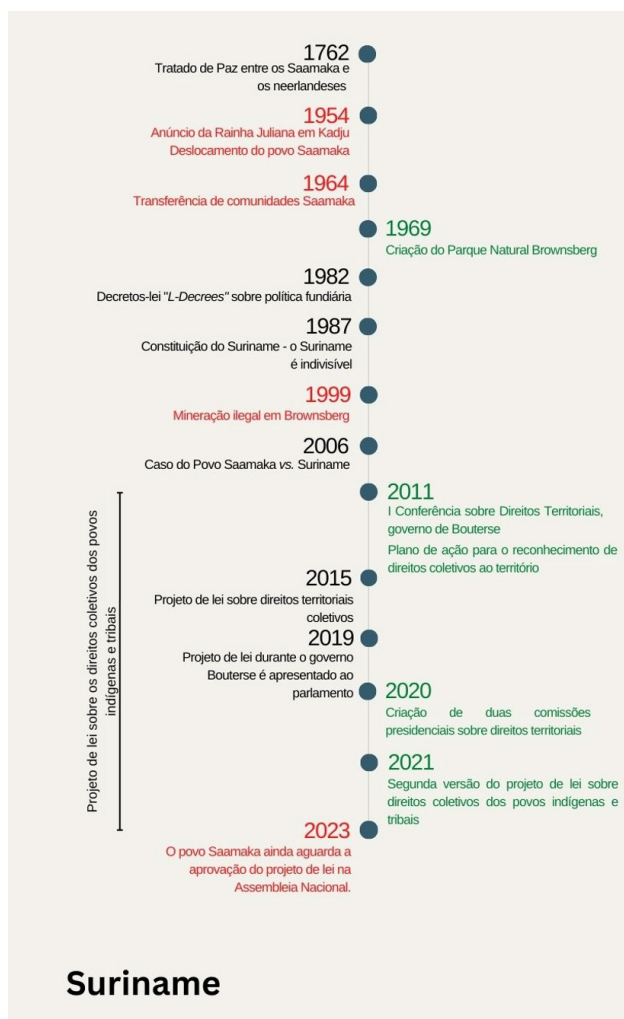 1762
Tratado de Paz entre os Saamaka e
os neerlandeses
1954
Anúncio da Rainha Juliana em Kadju
Deslocamento do povo Saamaka
1964
Transferência de comunidades Saamaka
1969
Criação do Parque Natural Brownsberg
1982
Decretos-lei "L-Decrees" sobre política fundiária
1987
Constituição do Suriname - o Suriname
é indivisível
1999
Mineração ilegal em Brownsberg
2006
Caso do Povo Saamaka vs. Suriname
2011
I Conferência sobre Direitos Territoriais,
governo de Bouterse
Plano de ação para o reconhecimento de
direitos coletivos ao território
Projeto de lei sobre os direitos coletivos dos povos
indígenas e tribais
2015
Projeto de lei sobre direitos territoriais
coletivos
2019
Projeto de lei durante o governo
Bouterse é apresentado ao
parlamento
2020
Criação de duas comissões
presidenciais sobre direitos territoriais
2021
Segunda versão do projeto de lei sobre
direitos coletivos dos povos indígenas e
tribais
2023
O povo Saamaka ainda aguarda a
aprovação do projeto de lei na
Assembleia Nacional.
Suriname